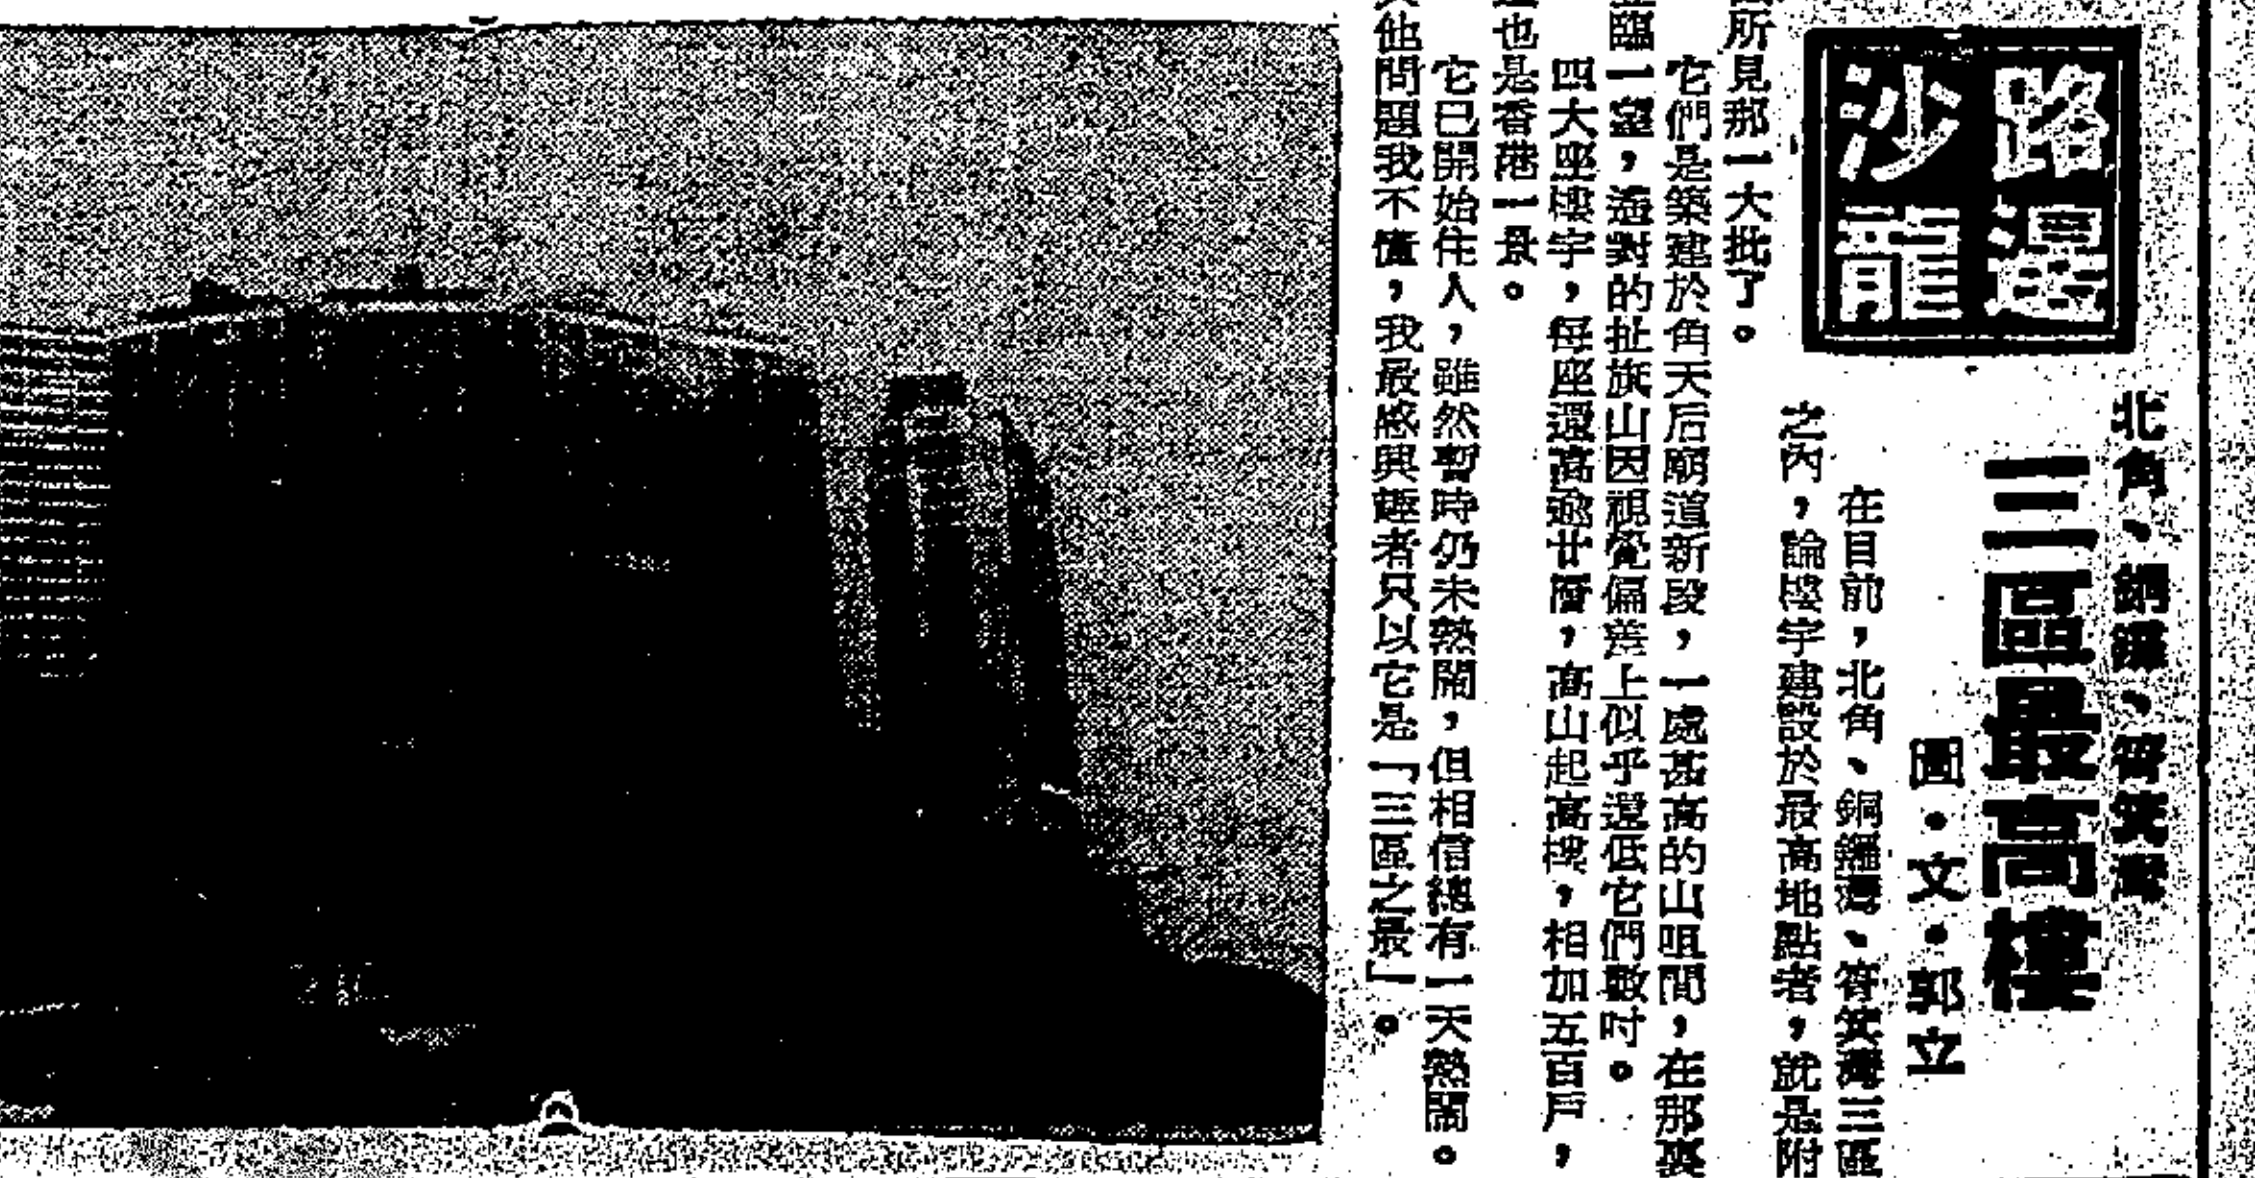 路邊
沙龍
北角、銅鑼、筲箕灣
三區最高樓
圖・文・郭立
在目前，北角、銅鑼灣、筲箕灣三區
之內，論樓宇建設於最高地點者，就是附
所見那一大批了。
它們是築建於角天后廟道新段，一處甚高的山咀間，在那裏
臨一望，遙對的扯旗山因視覺偏差上似乎還低它們數吋。
四大座樓宇，每座還高逾廿層，高山起高樓，相加五百戶，
也是香港一景。
它已開始住人，雖然暫時仍未熱鬧，但相信總有一天熱鬧。
其他問題我不懂，我最感興趣者只以它是「三區之最」。